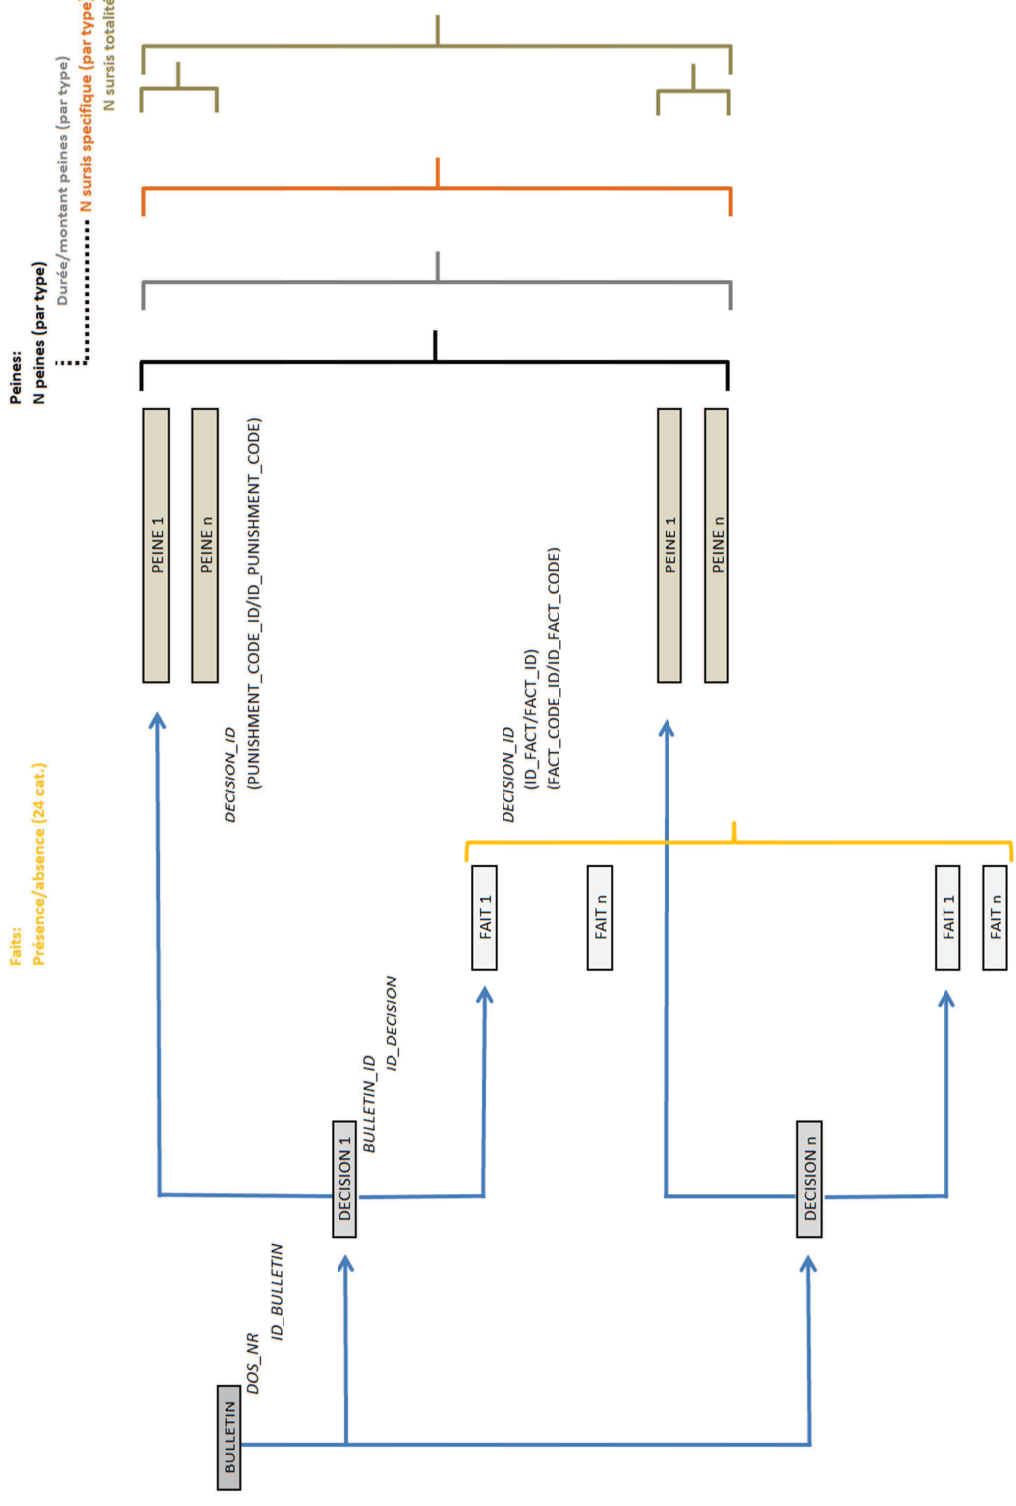 Peines:
N peines (par type)
Durée/montant peines (par type)
N sursis specifique (par type)
N sursis totalité
Faits:
Présence/absence (24 cat.)
BULLETIN
DOS_NR
ID_BULLETIN
DECISION 1
BULLETIN_ID
ID_DECISION
PEINE 1
PEINE n
DECISION_ID
(PUNISHMENT_CODE_ID/ID_PUNISHMENT_CODE)
FAIT 1
FAIT n
DECISION_ID
(ID_FACT/FACT_ID)
(FACT_CODE_ID/ID_FACT_CODE)
PEINE 1
PEINE n
DECISION n
FAIT 1
FAIT n